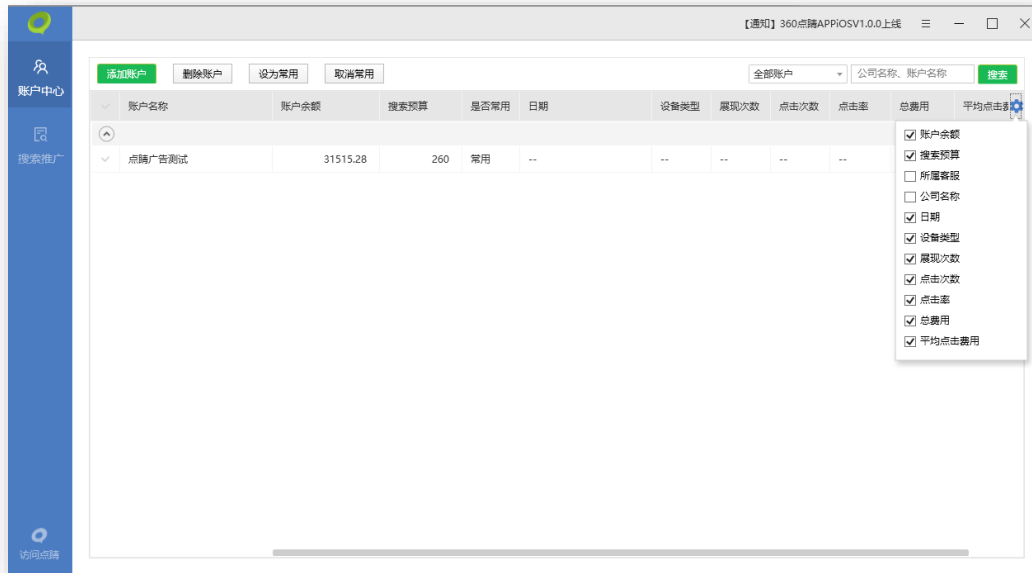 【通知】360点睛APPiOSV1.0.0上线
账户中心
搜索推广
访问点睛
添加账户 删除账户 设为常用 取消常用 全部账户 公司名称、账户名称 搜索
账户名称 账户余额 搜索预算 是否常用 日期 设备类型 展现次数 点击次数 点击率 总费用 平均点击费
点睛广告测试 31515.28 260 常用 -- -- -- -- --
账户余额
搜索预算
所属客服
公司名称
日期
设备类型
展现次数
点击次数
点击率
总费用
平均点击费用